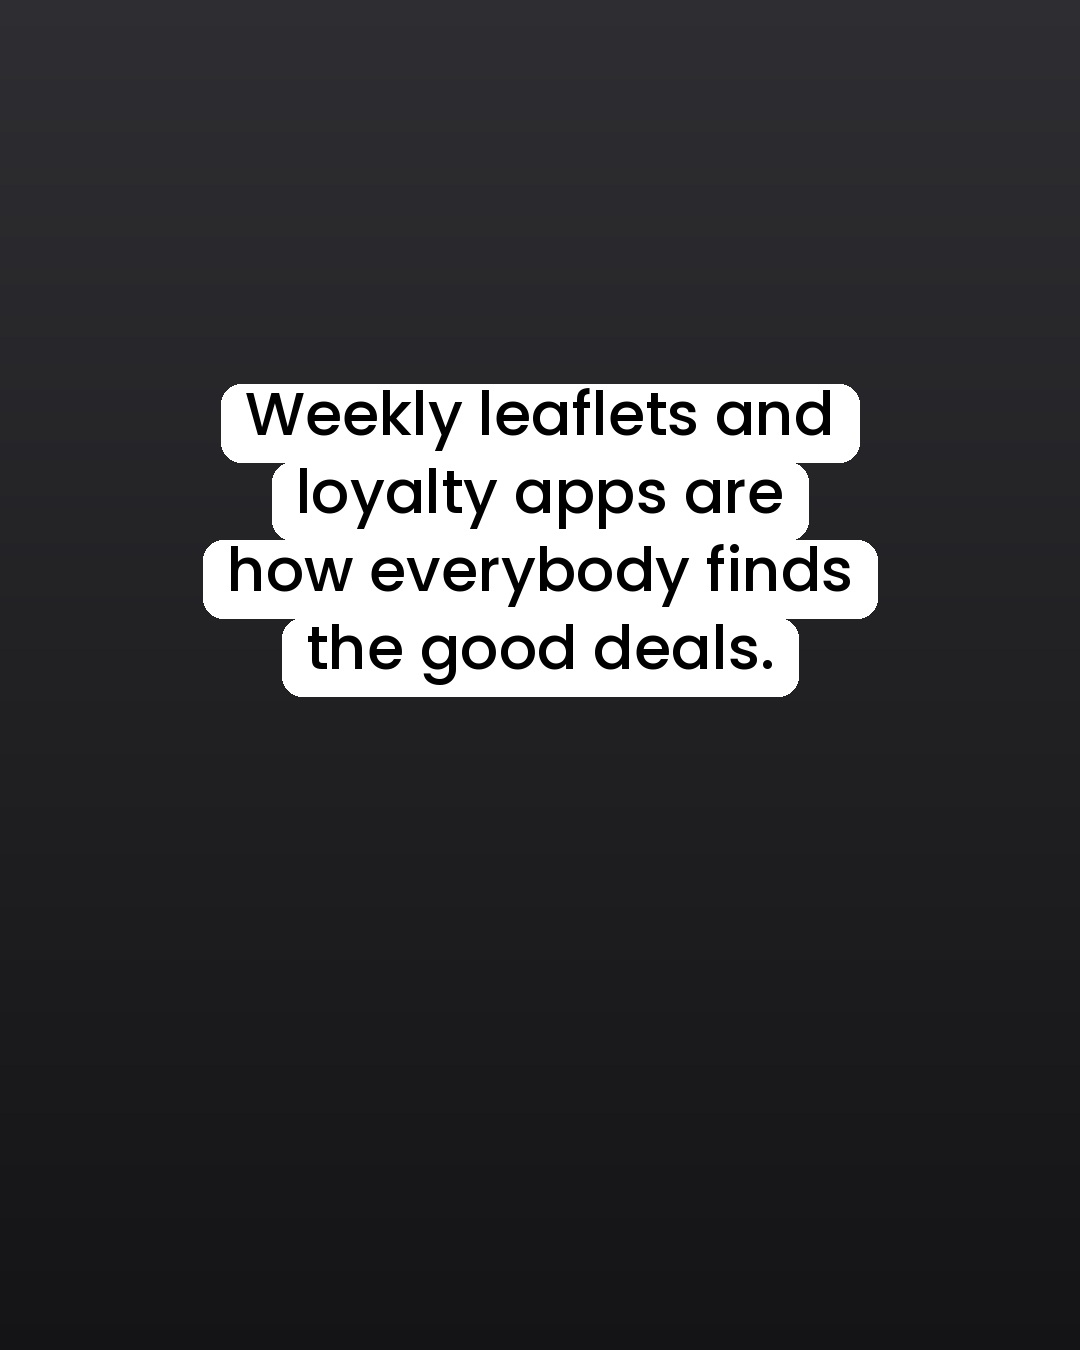 Weekly leaflets and
loyalty apps are
how everybody finds
the good deals.